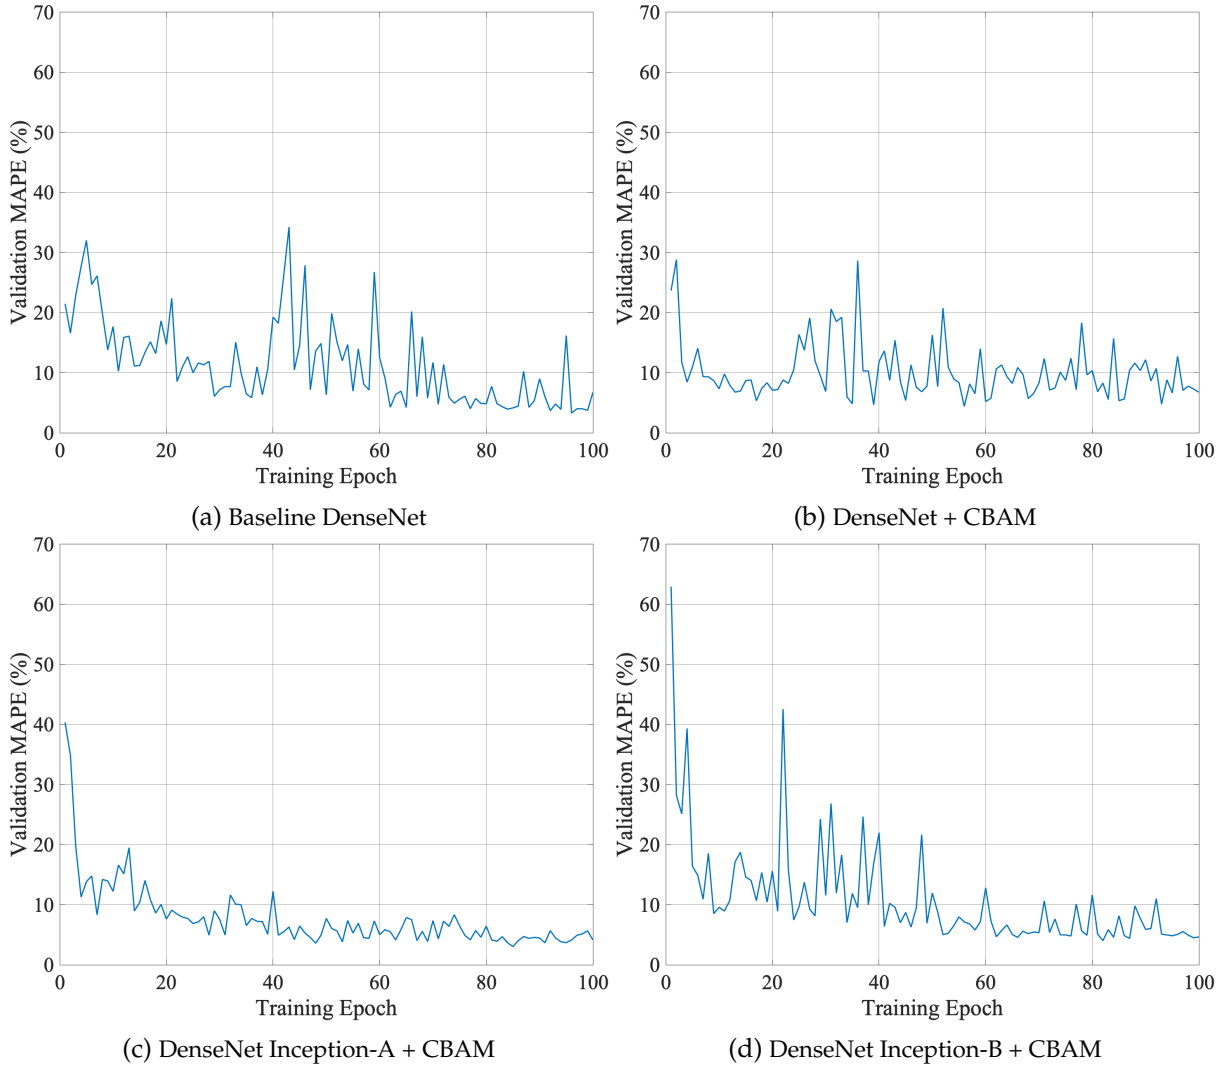 70
60
50
40
30
20
10
0
Validation MAPE (%)
0 20 40 60 80 100
Training Epoch
(a) Baseline DenseNet
70
60
50
40
30
20
10
0
Validation MAPE (%)
0 20 40 60 80 100
Training Epoch
(b) DenseNet + CBAM
70
60
50
40
30
20
10
0
Validation MAPE (%)
0 20 40 60 80 100
Training Epoch
(c) DenseNet Inception-A + CBAM
70
60
50
40
30
20
10
0
Validation MAPE (%)
0 20 40 60 80 100
Training Epoch
(d) DenseNet Inception-B + CBAM